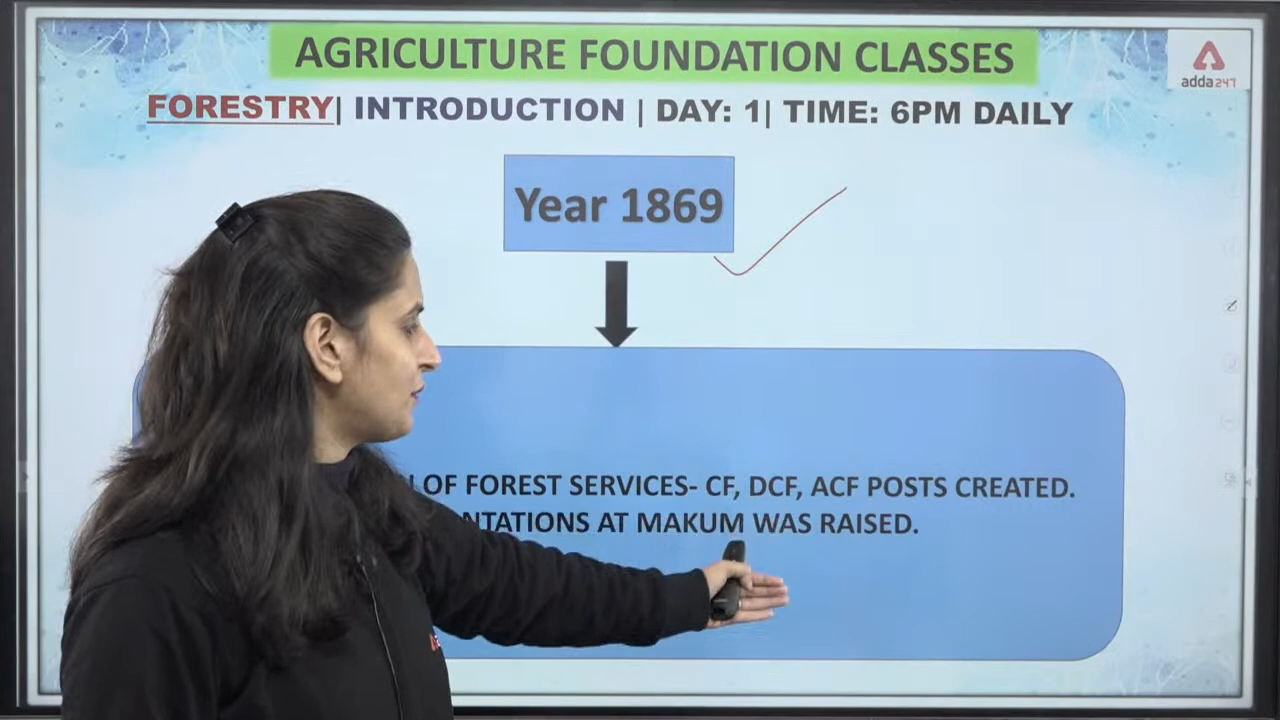 AGRICULTURE FOUNDATION CLASSES
adda247
FORESTRY| INTRODUCTION | DAY: 1| TIME: 6PM DAILY
Year 1869
OF FOREST SERVICES- CF, DCF, ACF POSTS CREATED.
AT MAKUM WAS RAISED.